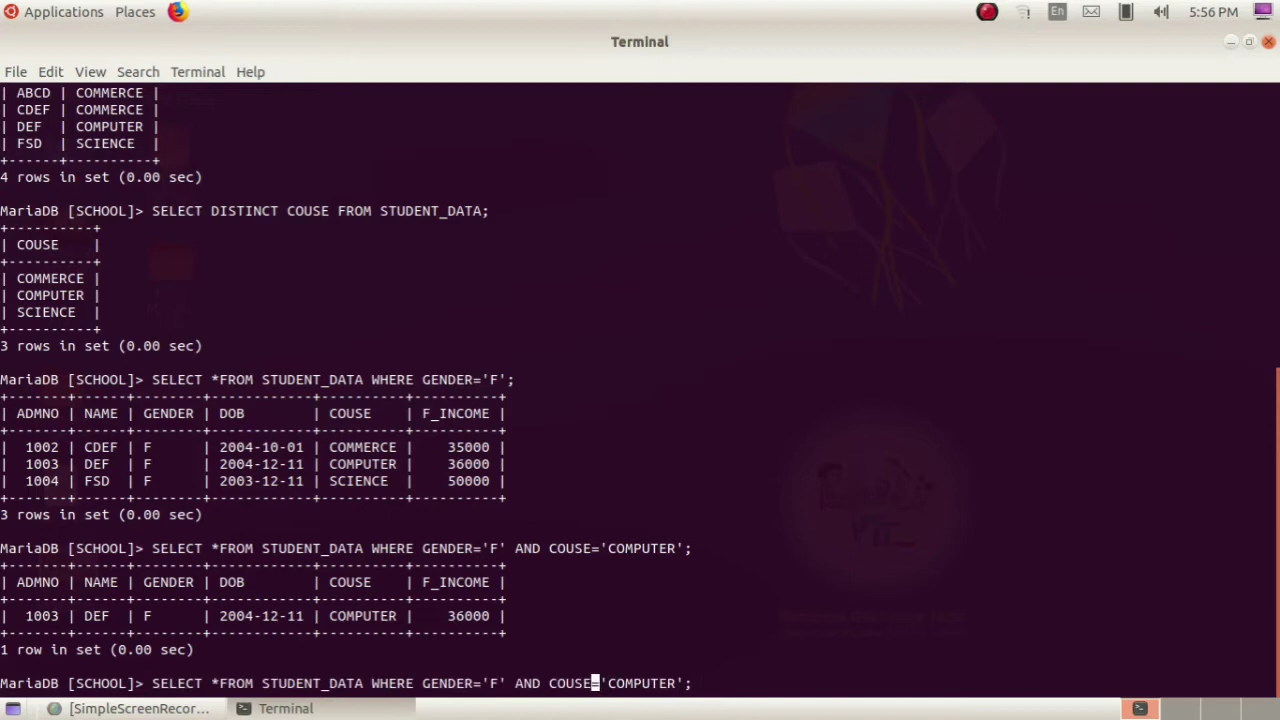 Applications Places En 5:56 PM
Terminal
File Edit View Search Terminal Help
| ABCD | COMMERCE |
| CDEF | COMMERCE |
| DEF  | COMPUTER |
| FSD  | SCIENCE  |
+------+----------+
4 rows in set (0.00 sec)
MariaDB [SCHOOL]> SELECT DISTINCT COUSE FROM STUDENT_DATA;
+----------+
| COUSE    |
+----------+
| COMMERCE |
| COMPUTER |
| SCIENCE  |
+----------+
3 rows in set (0.00 sec)
MariaDB [SCHOOL]> SELECT *FROM STUDENT_DATA WHERE GENDER='F';
+-------+------+--------+------------+----------+----------+
| ADMNO | NAME | GENDER | DOB        | COUSE    | F_INCOME |
+-------+------+--------+------------+----------+----------+
|  1002 | CDEF | F      | 2004-10-01 | COMMERCE |    35000 |
|  1003 | DEF  | F      | 2004-12-11 | COMPUTER |    36000 |
|  1004 | FSD  | F      | 2003-12-11 | SCIENCE  |    50000 |
+-------+------+--------+------------+----------+----------+
3 rows in set (0.00 sec)
MariaDB [SCHOOL]> SELECT *FROM STUDENT_DATA WHERE GENDER='F' AND COUSE='COMPUTER';
+-------+------+--------+------------+----------+----------+
| ADMNO | NAME | GENDER | DOB        | COUSE    | F_INCOME |
+-------+------+--------+------------+----------+----------+
|  1003 | DEF  | F      | 2004-12-11 | COMPUTER |    36000 |
+-------+------+--------+------------+----------+----------+
1 row in set (0.00 sec)
MariaDB [SCHOOL]> SELECT *FROM STUDENT_DATA WHERE GENDER='F' AND COUSE='COMPUTER';
[SimpleScreenRecor... Terminal